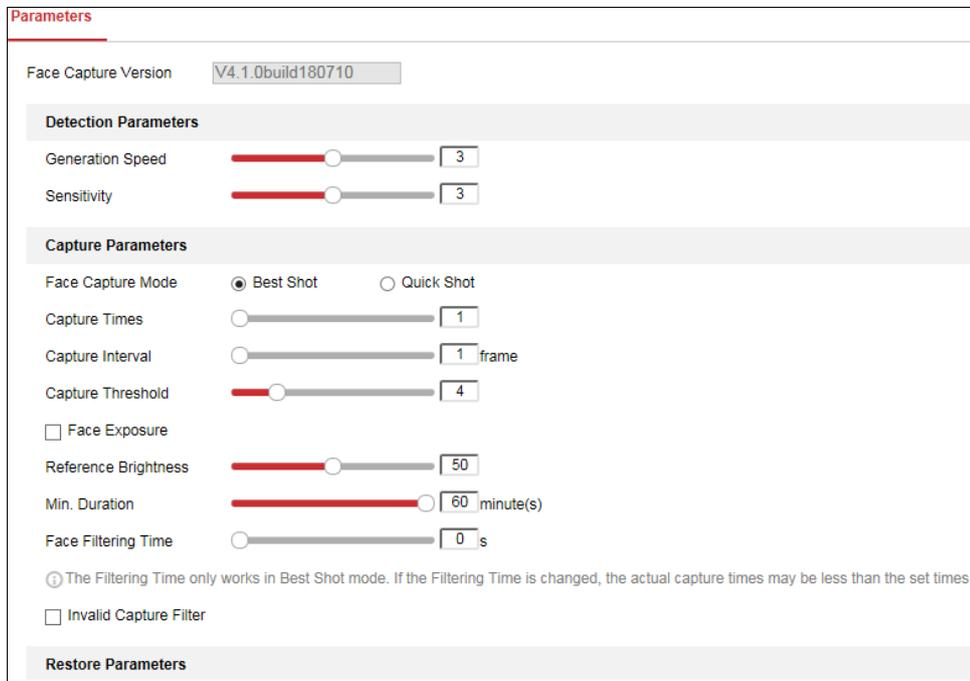 Parameters
Face Capture Version V4.1.0build180710
Detection Parameters
Generation Speed 3
Sensitivity 3
Capture Parameters
Face Capture Mode Best Shot Quick Shot
Capture Times 1
Capture Interval 1 frame
Capture Threshold 4
Face Exposure
Reference Brightness 50
Min. Duration 60 minute(s)
Face Filtering Time 0 s
The Filtering Time only works in Best Shot mode. If the Filtering Time is changed, the actual capture times may be less than the set times
Invalid Capture Filter
Restore Parameters